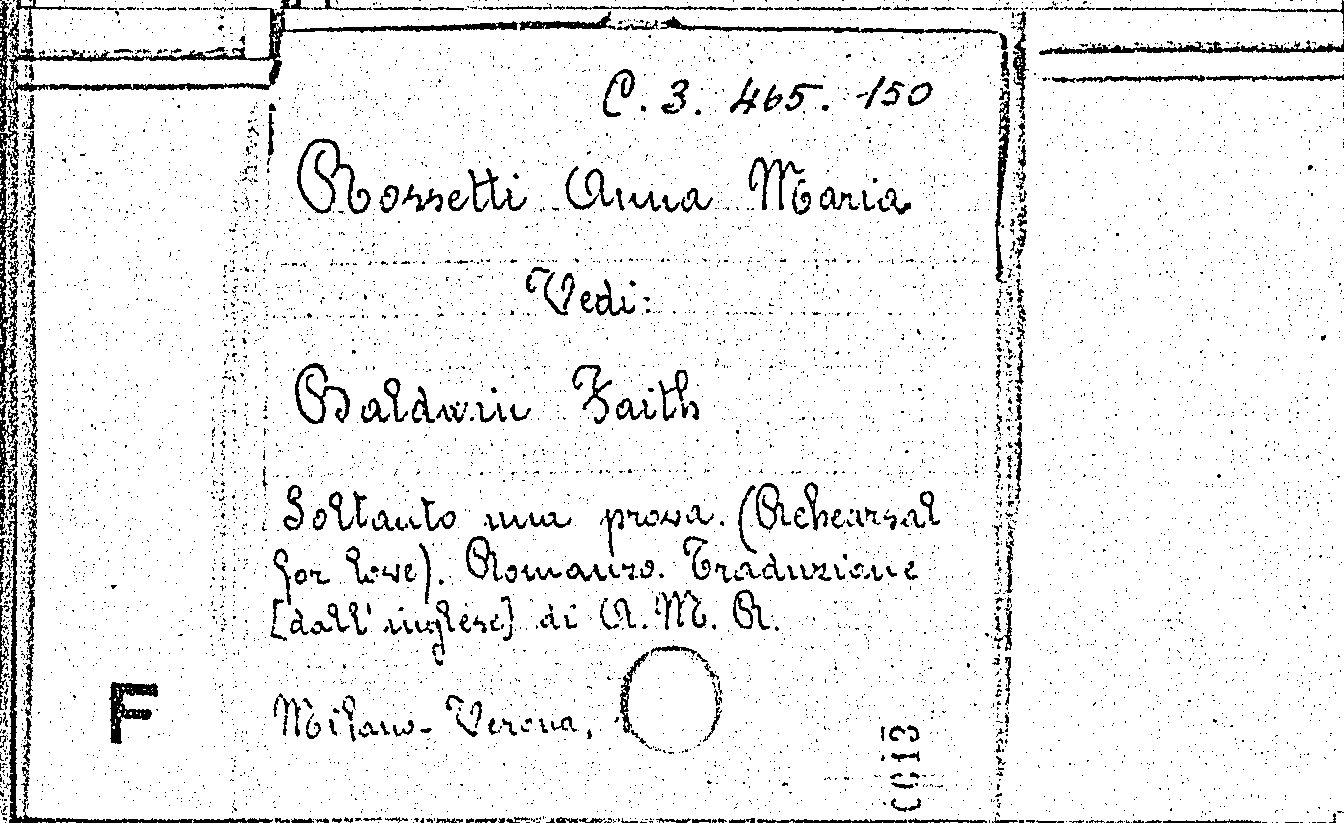 C. 3. 465. 150
Rossetti Anna Maria
Vedi:
Baldwin Faith
Soltanto una prova. (Rehearsal
for love). Romanzo. Traduzione
[dall'inglese] di A. M. R.
Milano-Verona,
F